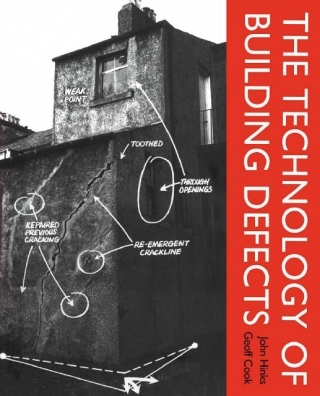 THE TECHNOLOGY OF
BUILDING DEFECTS
John Hinks
Geoff Cook
WEAK
POINT
TOOTHED
THROUGH
OPENINGS
REPAIRED
PREVIOUS
CRACKING
RE-EMERGENT
CRACKLINE